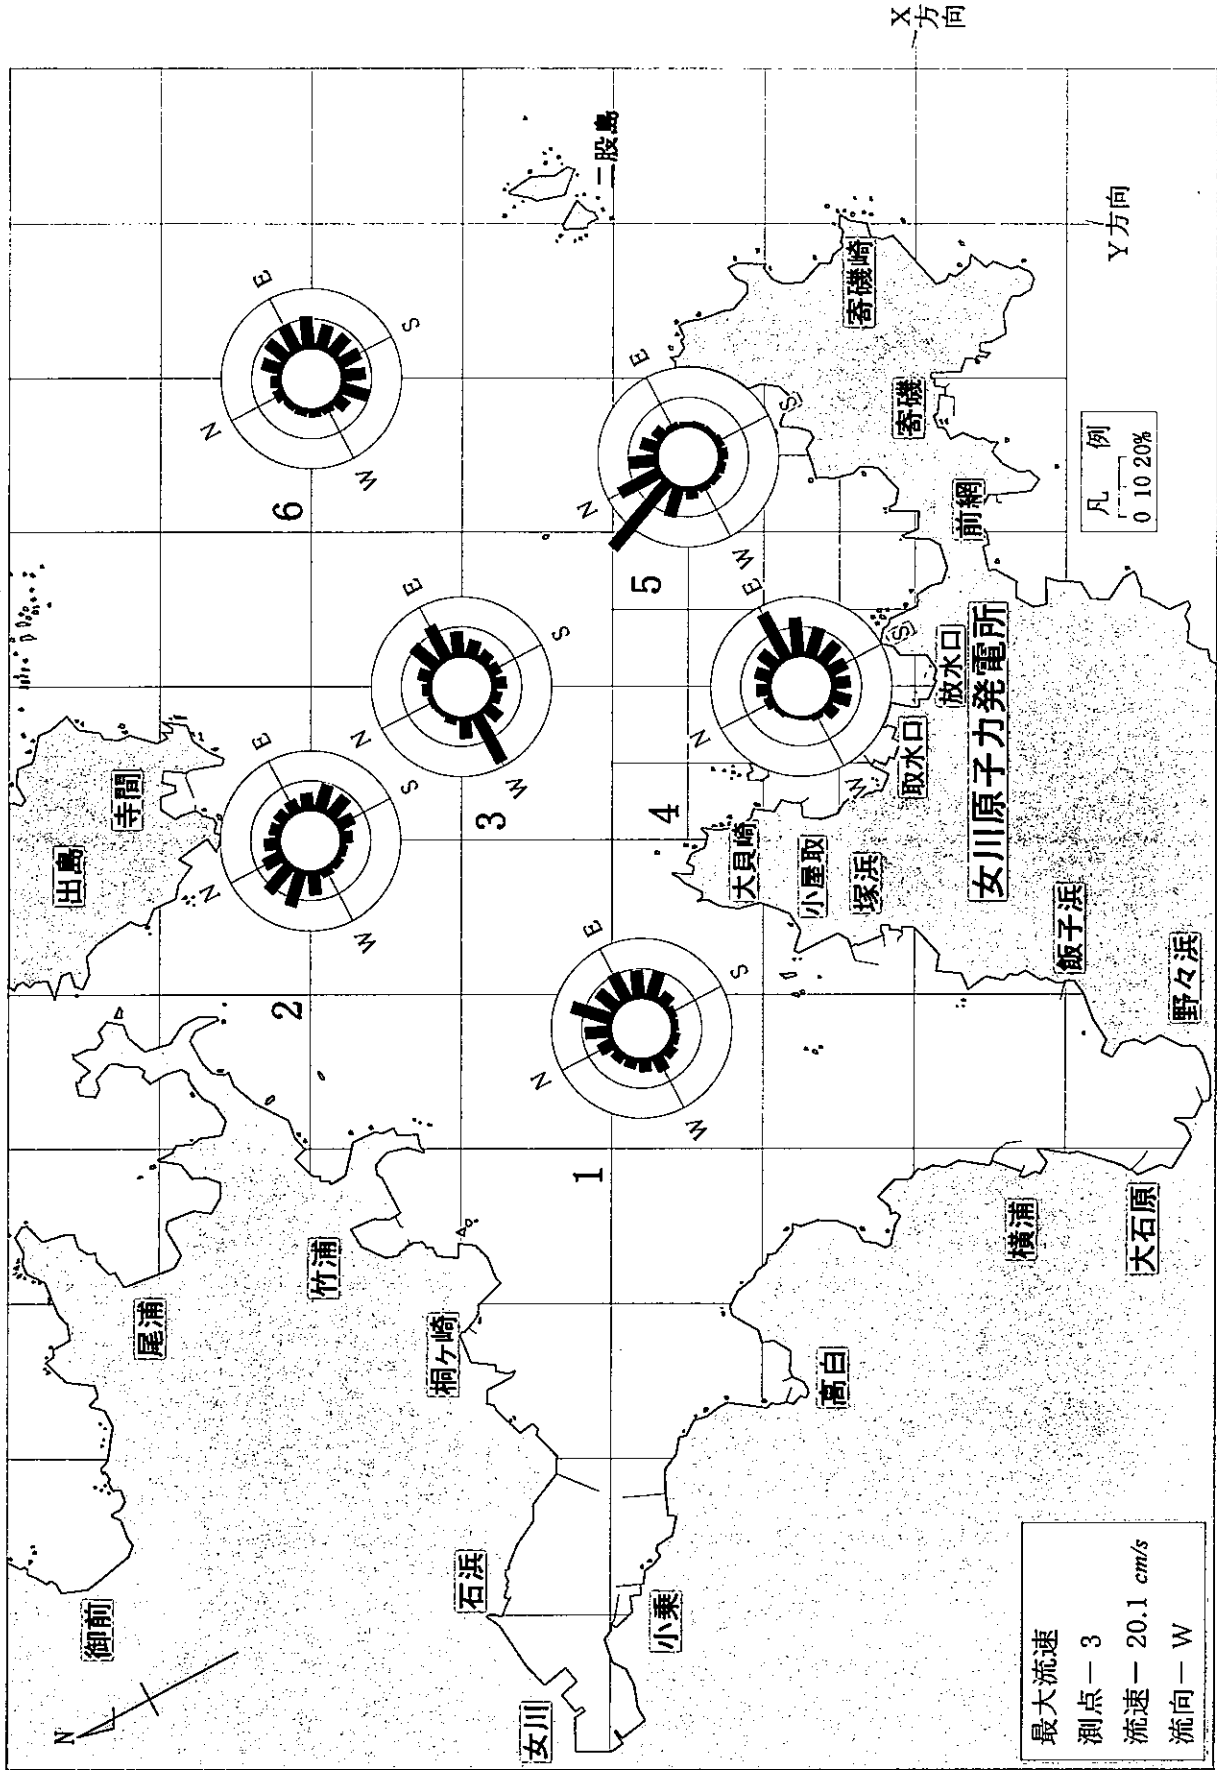 N
御前
尾浦
出島
寺間
竹浦
桐ケ崎
石浜
女川
小乗
高白
横浦
大石原
野々浜
飯子浜
塚浜
小屋取
大貝崎
取水口
放水口
女川原子力発電所
前網
寄磯
寄磯崎
二股島
1
N
E
S
W
2
N
E
S
W
3
N
E
S
W
4
N
E
S
W
5
N
E
S
W
6
N
E
S
W
X方向
Y方向
凡例
0 10 20%
最大流速
測点－3
流速－20.1 cm/s
流向－W